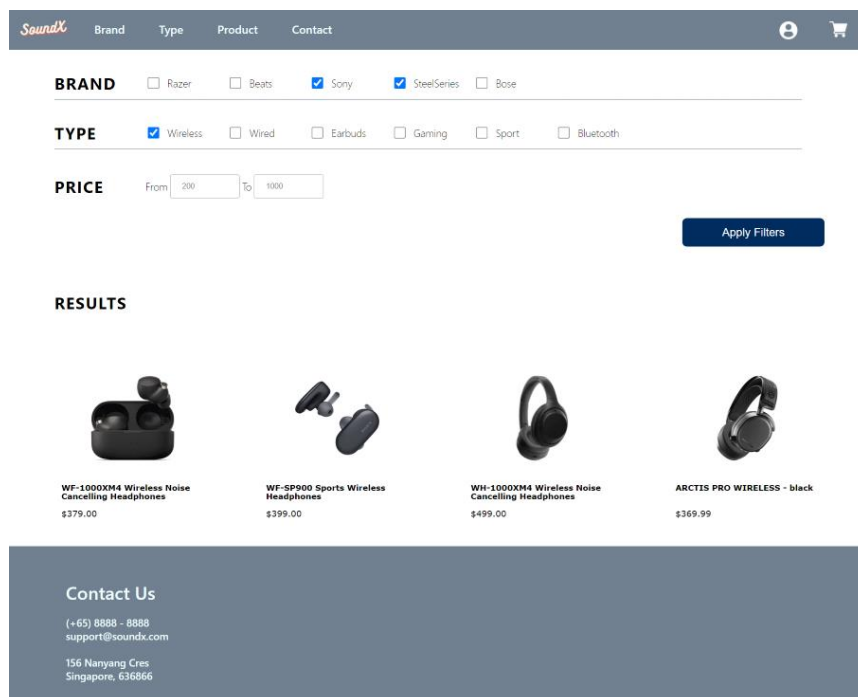 SoundX Brand Type Product Contact
BRAND Razer Beats Sony SteelSeries Bose
TYPE Wireless Wired Earbuds Gaming Sport Bluetooth
PRICE From 200 To 1000
Apply Filters
RESULTS
WF-1000XM4 Wireless Noise
Cancelling Headphones
$379.00
WF-SP900 Sports Wireless
Headphones
$399.00
WH-1000XM4 Wireless Noise
Cancelling Headphones
$499.00
ARCTIS PRO WIRELESS - black
$369.99
Contact Us
(+65) 8888 - 8888
support@soundx.com
156 Nanyang Cres
Singapore, 636866